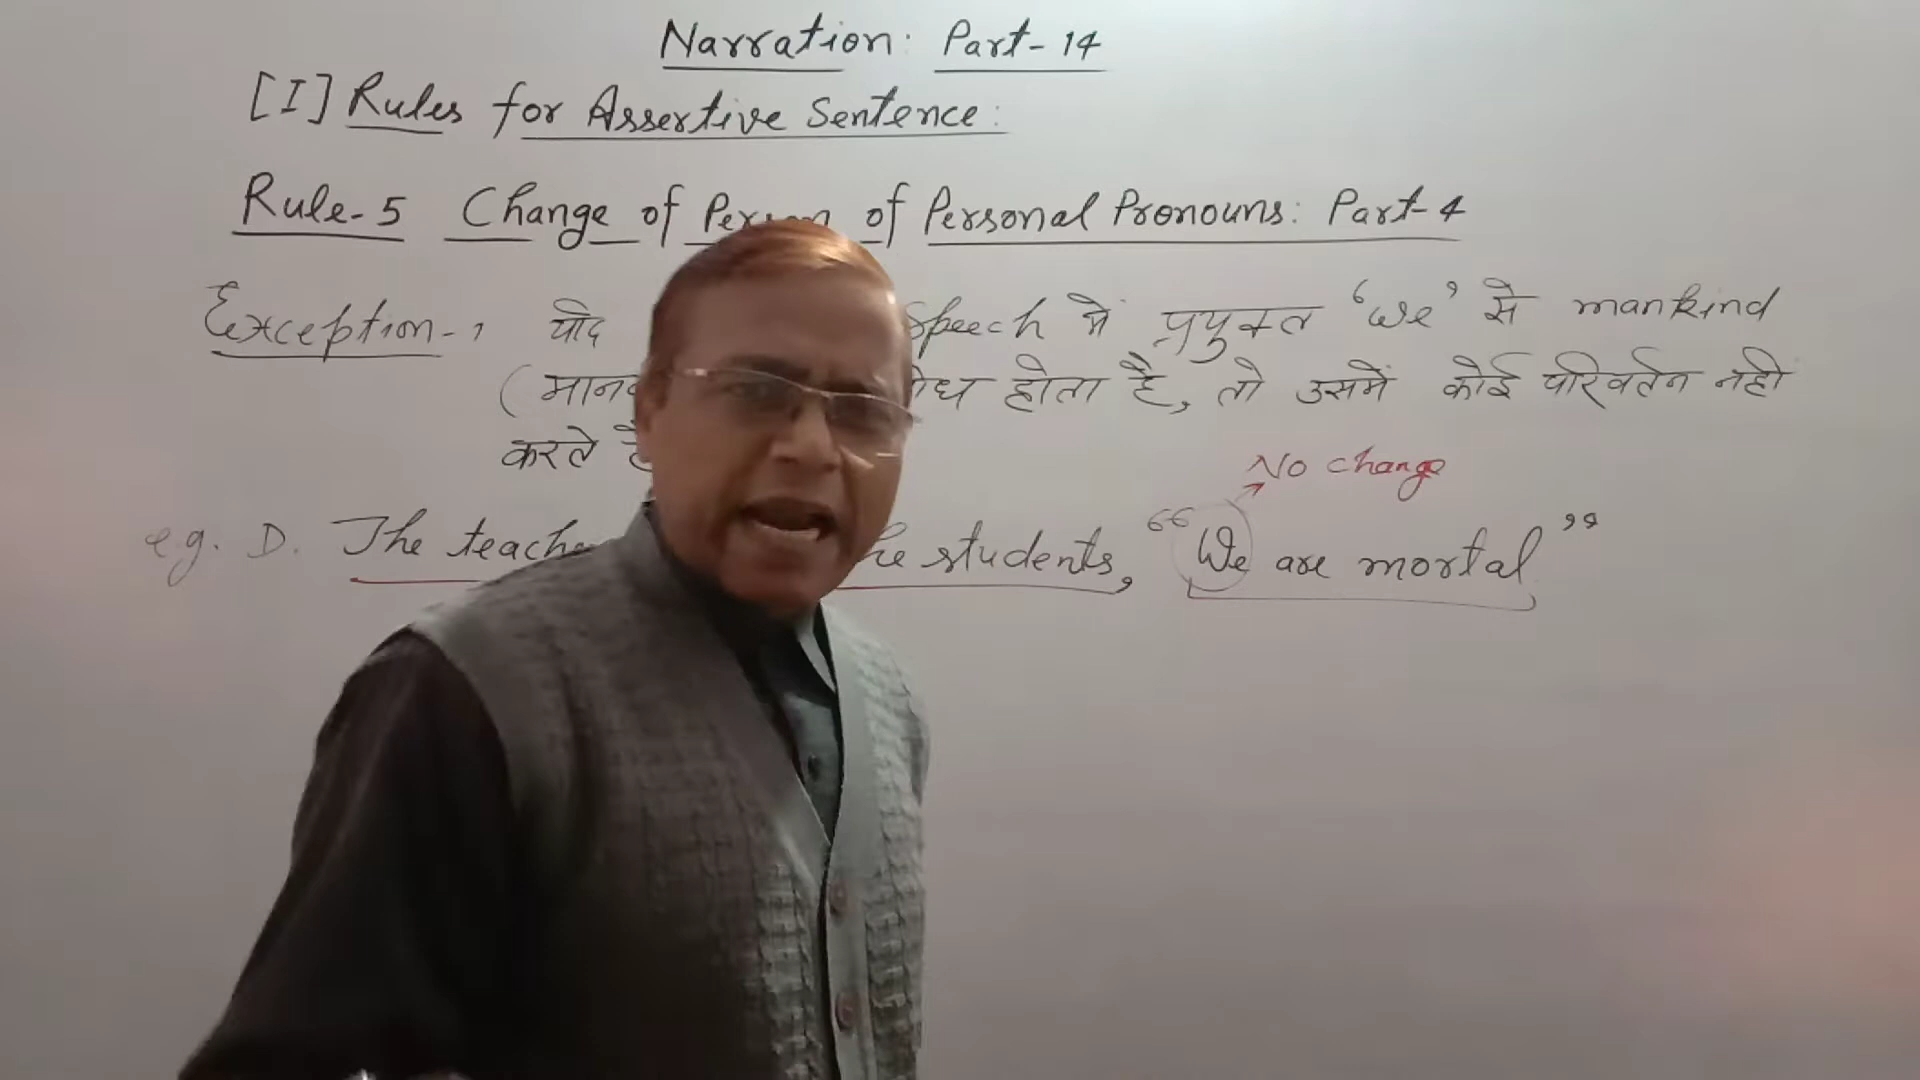 Narration: Part-14
[I] Rules for Assertive Sentence:
Rule-5 Change of Person of Personal Pronouns: Part-4
Exception-1 यदि Speech में प्रयुक्त 'We' से mankind
होता है, तो उसमें कोई परिवर्तन नही
करते
No change
e.g. D. The students, "We are mortal"